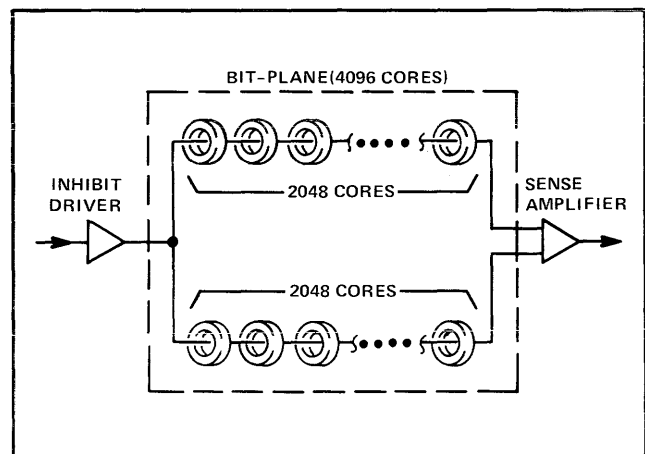 BIT-PLANE(4096 CORES)
2048 CORES
INHIBIT
DRIVER
SENSE
AMPLIFIER
2048 CORES